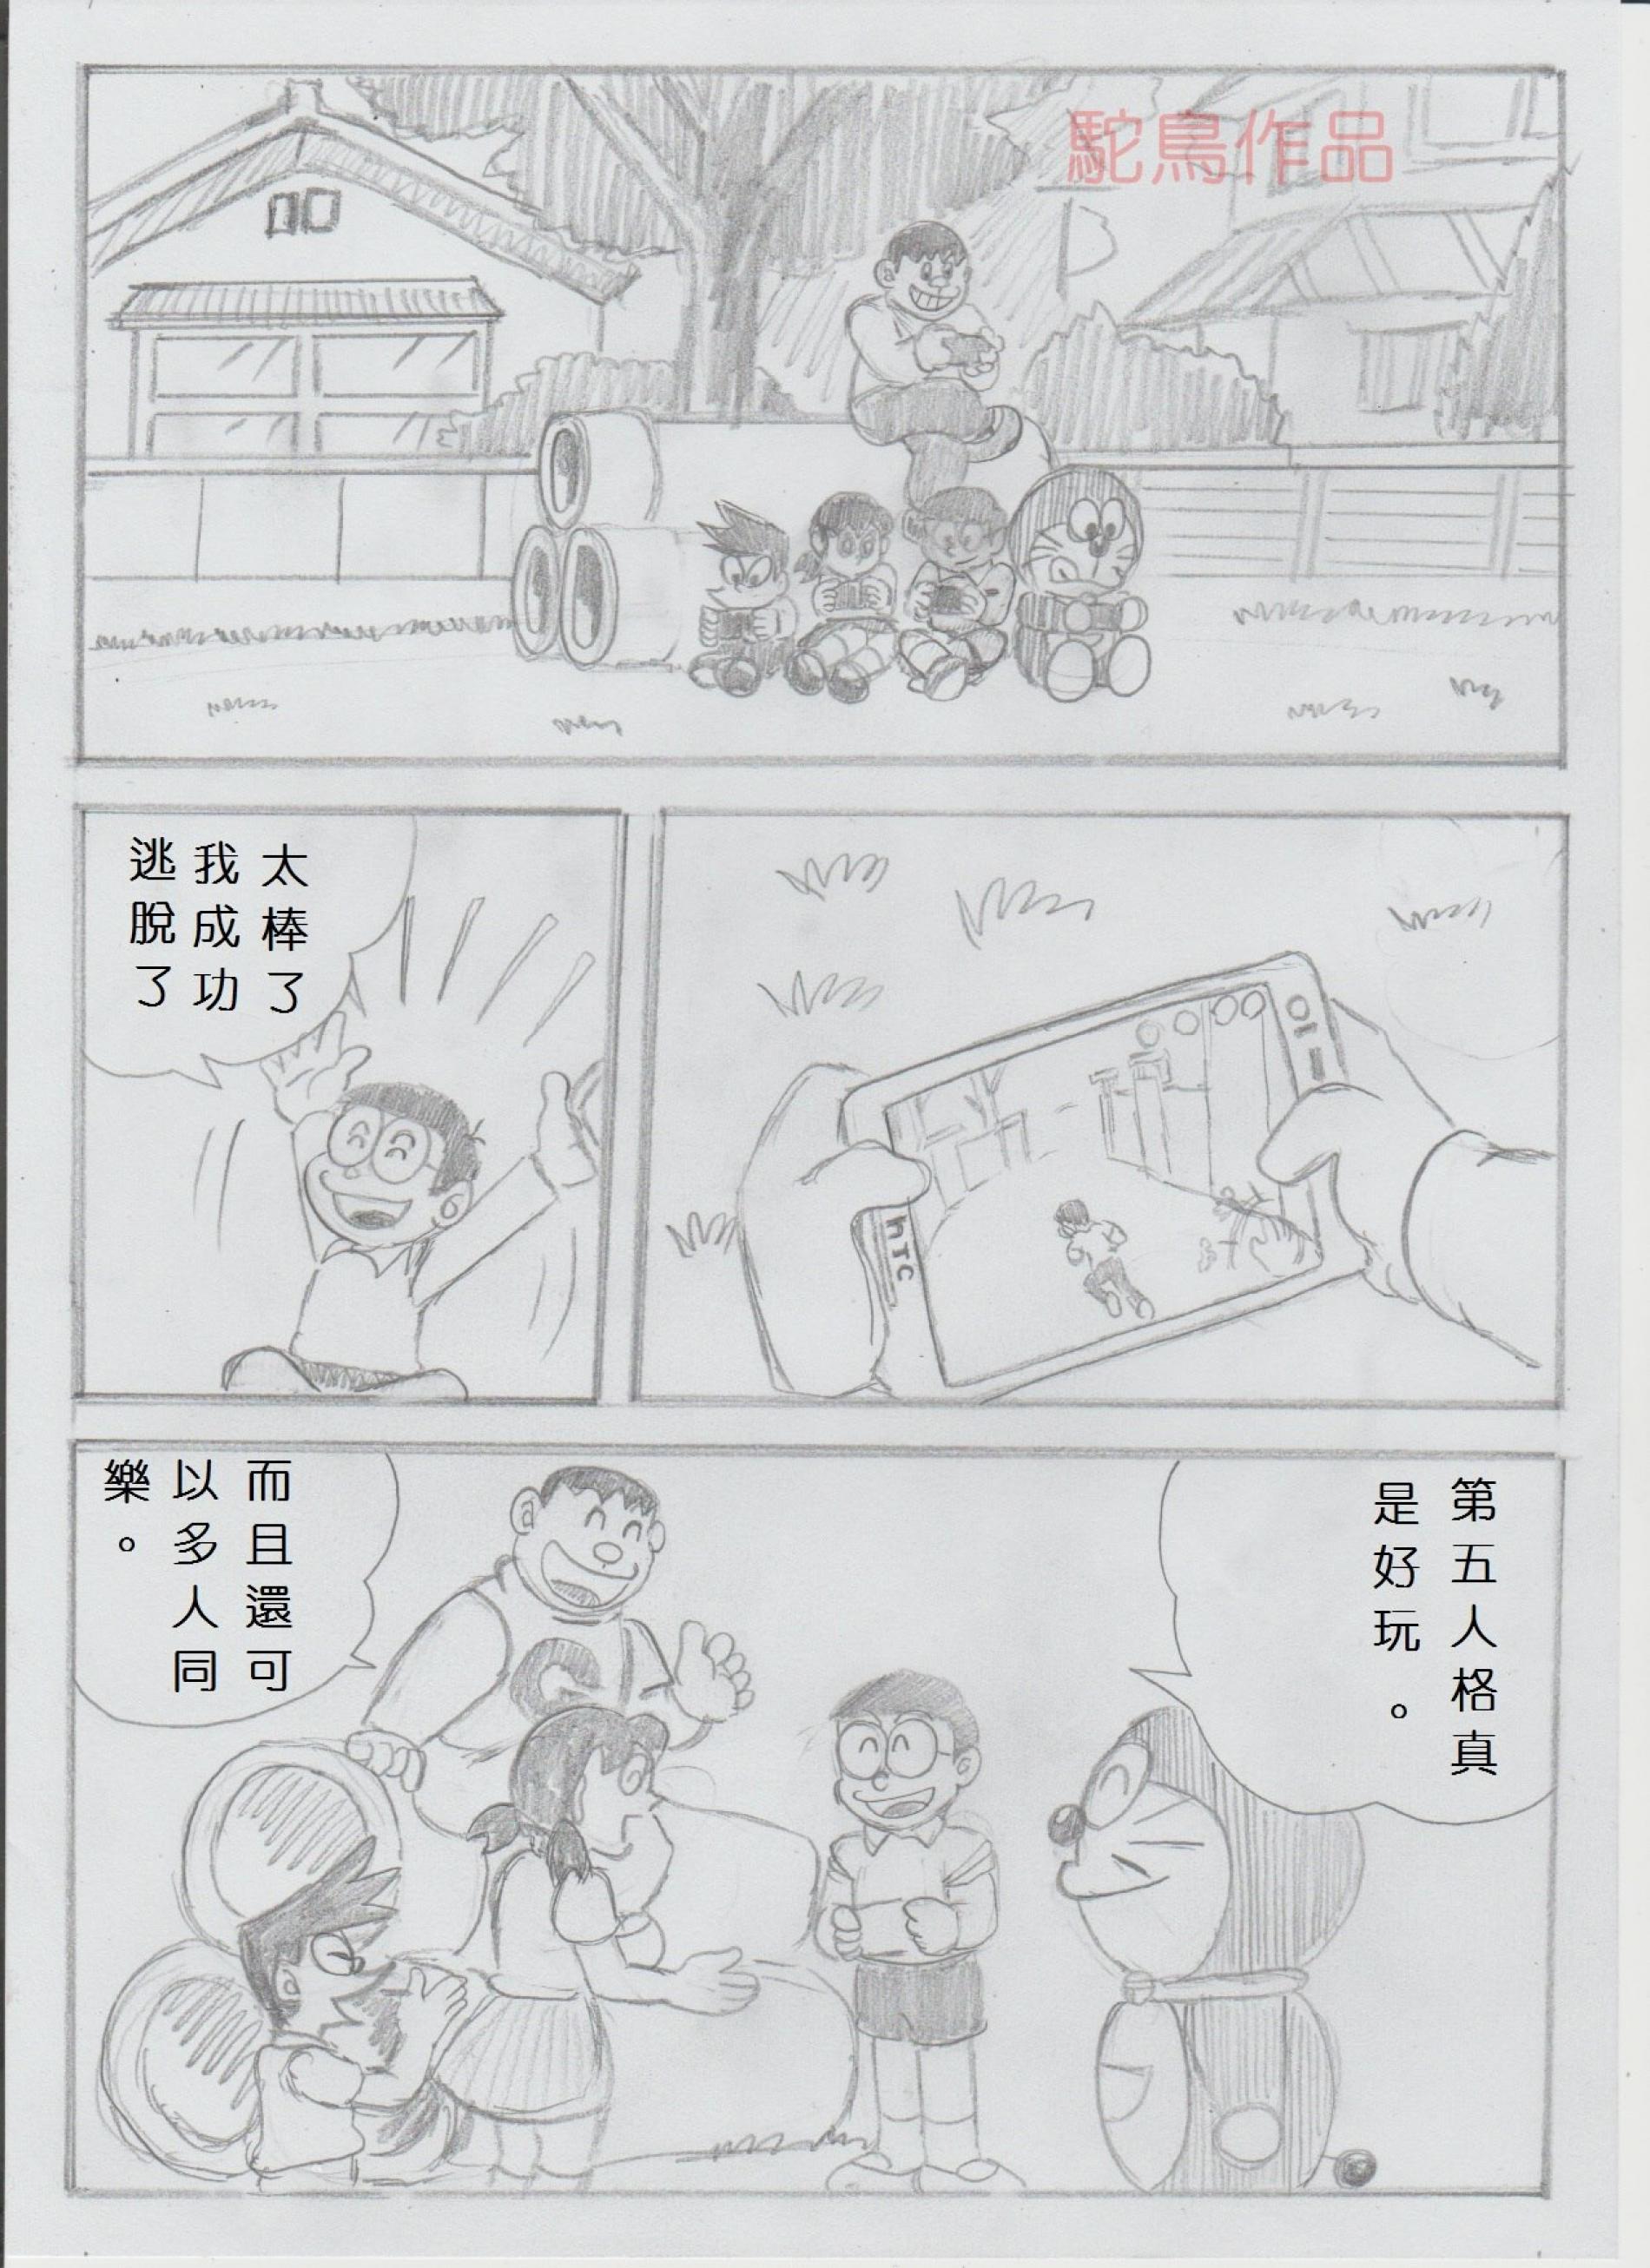 駝鳥作品
hTC
太棒了
我成功
逃脫了
第五人格真
是好玩。
而且還可
以多人同
樂。